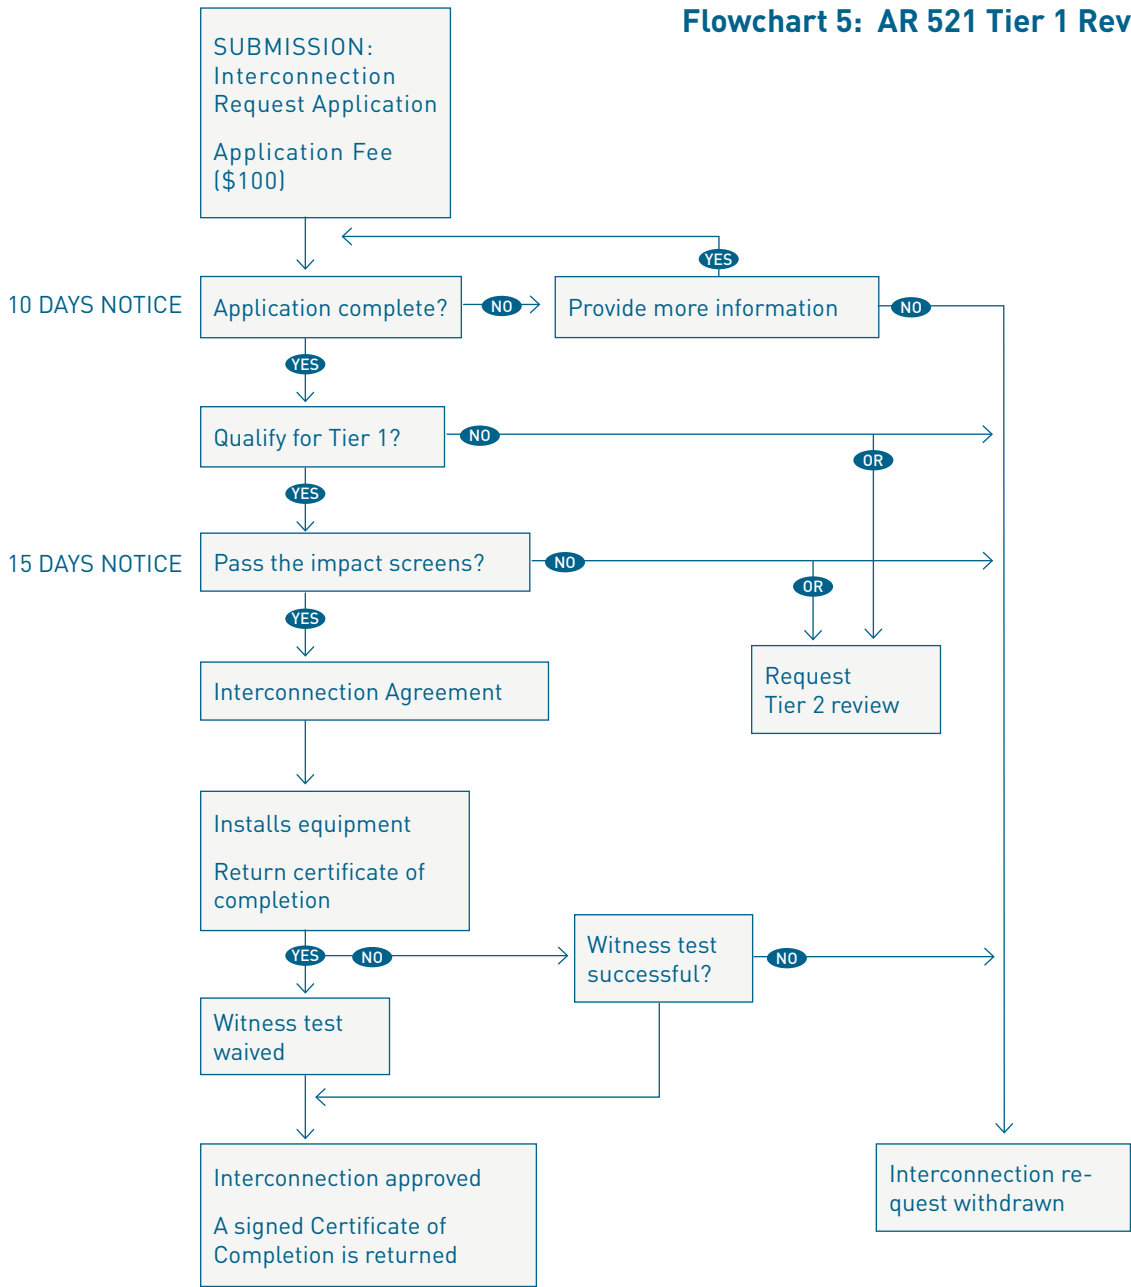 Flowchart 5: AR 521 Tier 1 Rev
SUBMISSION:
Interconnection
Request Application
Application Fee
($100)
YES
10 DAYS NOTICE
Application complete?
NO
Provide more information
NO
YES
Qualify for Tier 1?
NO
OR
YES
15 DAYS NOTICE
Pass the impact screens?
NO
OR
YES
Interconnection Agreement
Request
Tier 2 review
Installs equipment
Return certificate of
completion
YES
NO
Witness test
successful?
NO
Witness test
waived
Interconnection approved
A signed Certificate of
Completion is returned
Interconnection re-
quest withdrawn